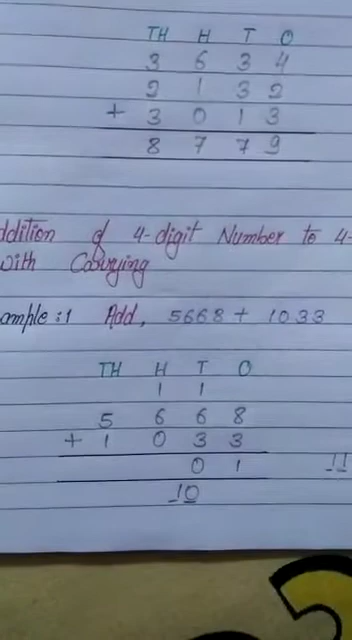 TH H T O
3 6 3 4
2 1 3 2
+ 3 0 1 3
8 7 7 9
ddition of 4-digit Number to 4-
with Carrying
ample :1 Add, 5668 + 1033
TH H T O
1 1
5 6 6 8
+ 1 0 3 3
0 1 11
10